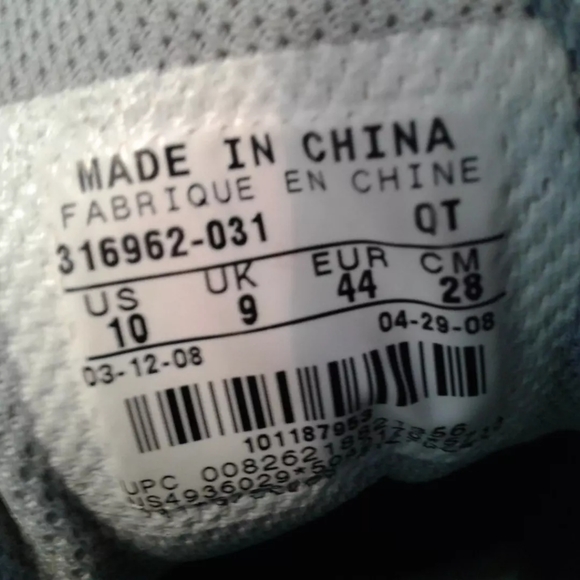 MADE IN CHINA
FABRIQUE EN CHINE
316962-031 QT
US UK EUR CM
10 9 44 28
03-12-08 04-29-08
UPC